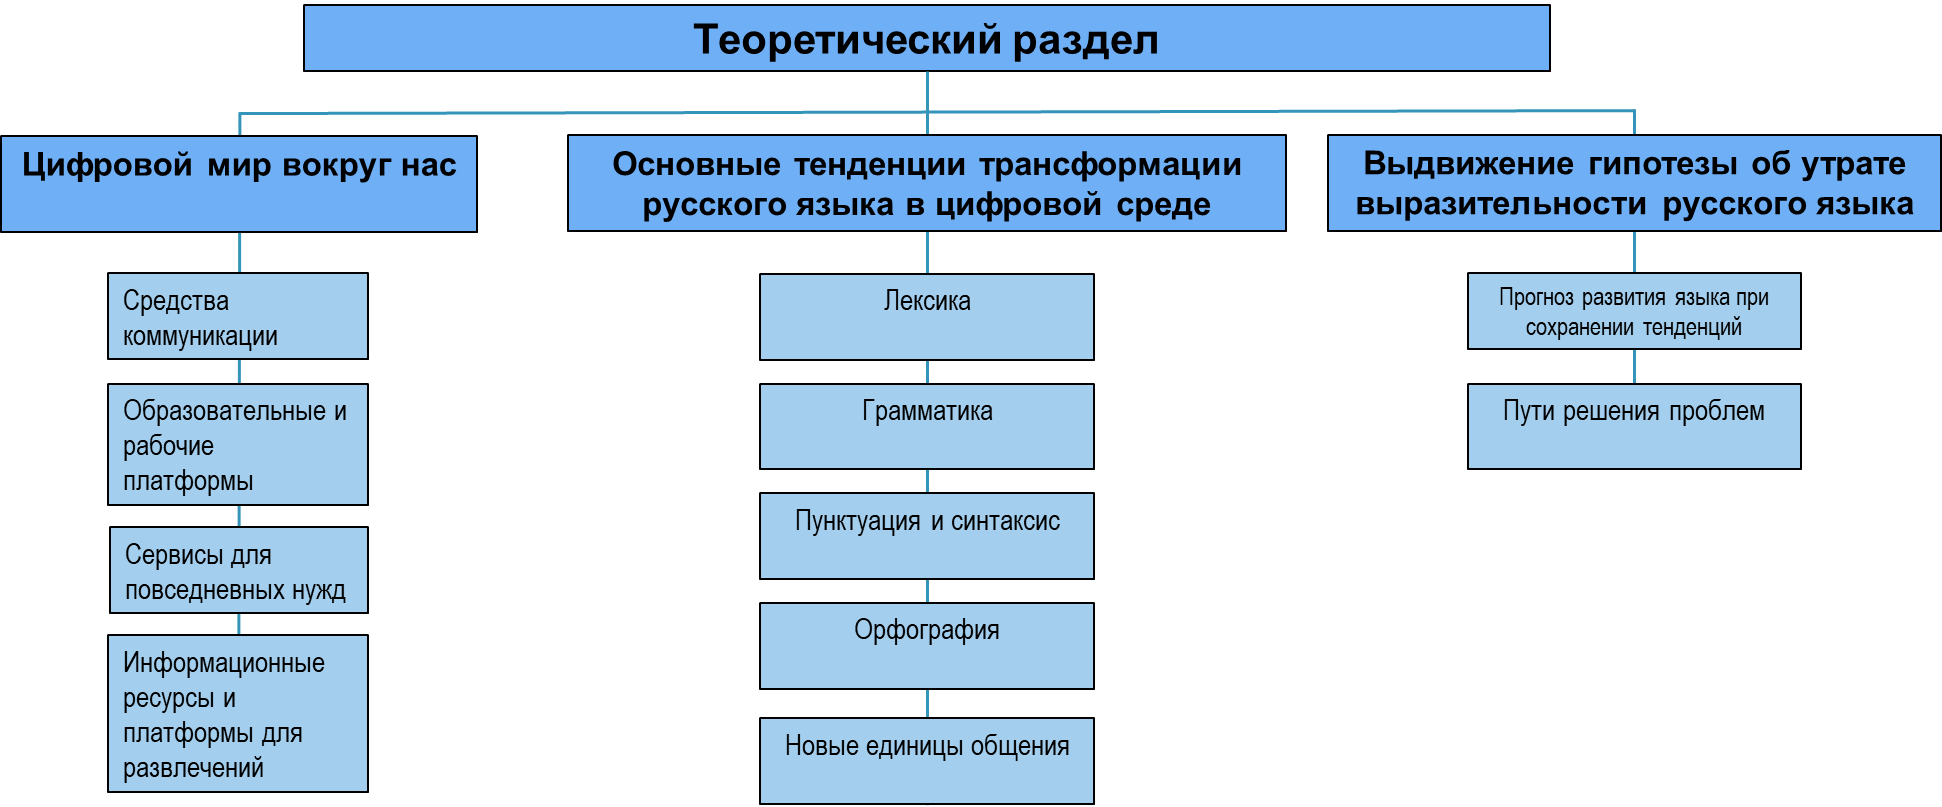 Теоретический раздел
Цифровой мир вокруг нас
Средства
коммуникации
Образовательные и
рабочие
платформы
Сервисы для
повседневных нужд
Информационные
ресурсы и
платформы для
развлечений
Основные тенденции трансформации
русского языка в цифровой среде
Лексика
Грамматика
Пунктуация и синтаксис
Орфография
Новые единицы общения
Выдвижение гипотезы об утрате
выразительности русского языка
Прогноз развития языка при
сохранении тенденций
Пути решения проблем